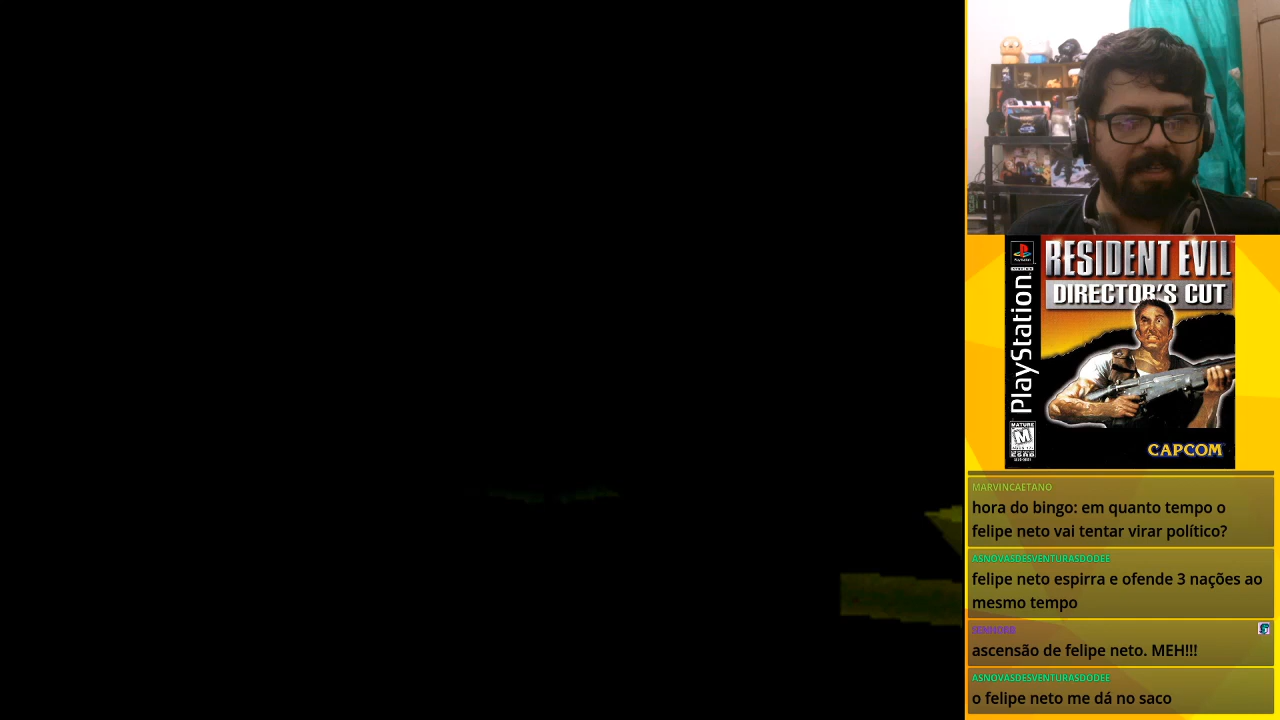 RESIDENT EVIL
DIRECTOR'S CUT
PlayStation
MATURE
M
ESRB
CAPCOM
MARVINCAETANO
hora do bingo: em quanto tempo o
felipe neto vai tentar virar político?
ASNOVASDESVENTURASDODEE
felipe neto espirra e ofende 3 nações ao
mesmo tempo
ascensão de felipe neto. MEH!!!
ASNOVASDESVENTURASDODEE
o felipe neto me dá no saco